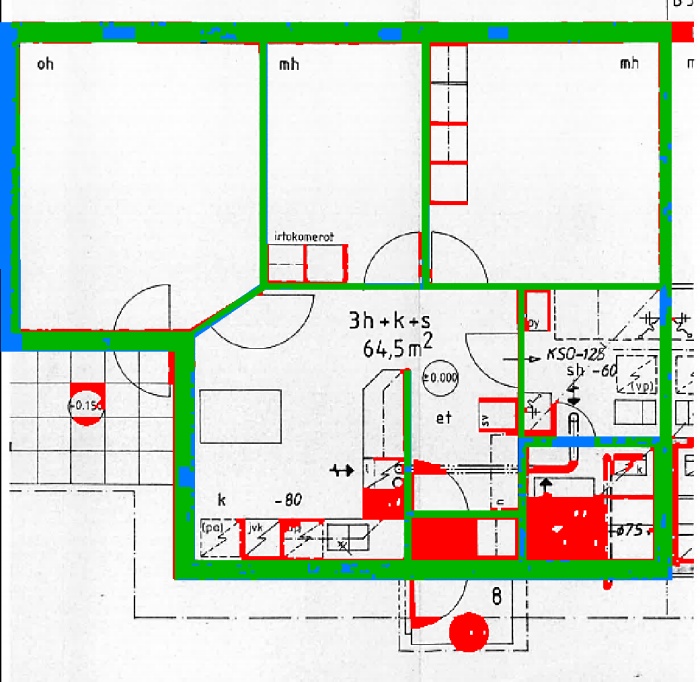 oh
mh
mh
irtokomerot
3h+k+s
64,5m²
py
KSO-125
sh -60
(vp)
±0.000
-0.150
et
sv
k -80
(pa)
jvk
k
ø75
8